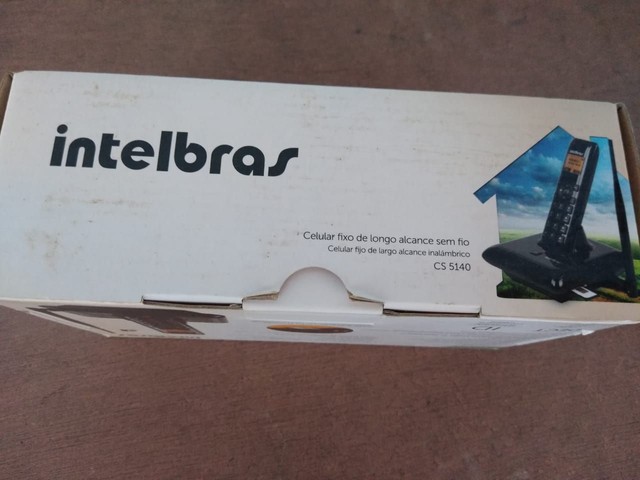 intelbras
Celular fixo de longo alcance sem fio
Celular fijo de largo alcance inalámbrico
CS 5140